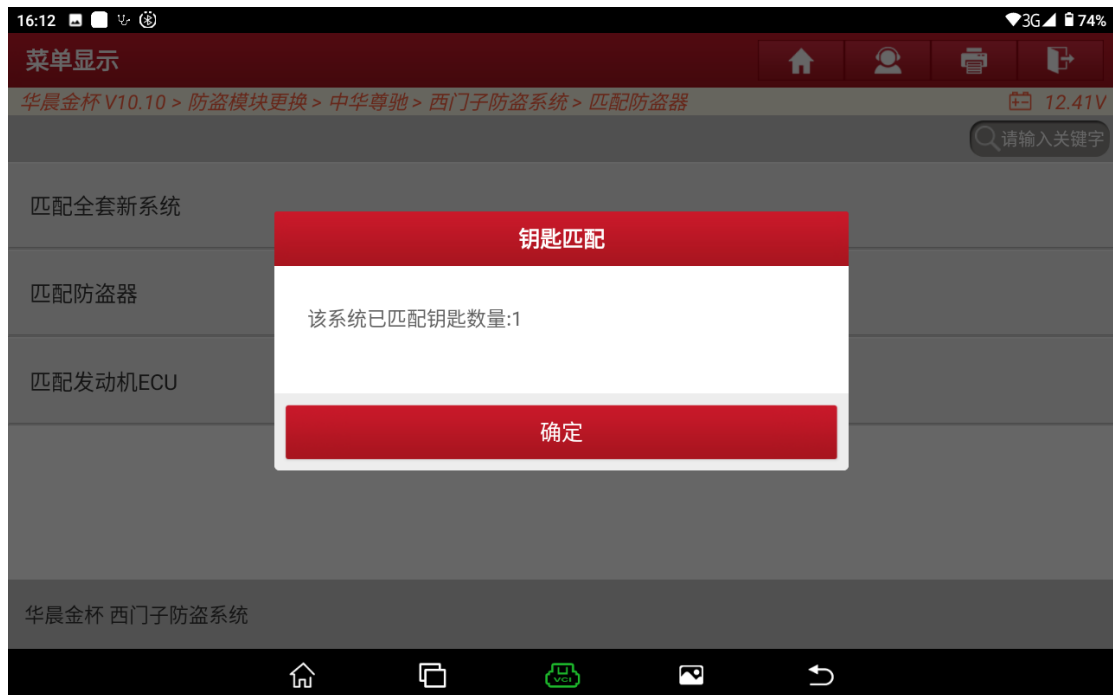 16:12
3G 74%
菜单显示
华晨金杯 V10.10 > 防盗模块更换 > 中华尊驰 > 西门子防盗系统 > 匹配防盗器
12.41V
请输入关键字
匹配全套新系统
匹配防盗器
匹配发动机ECU
钥匙匹配
该系统已匹配钥匙数量:1
确定
华晨金杯 西门子防盗系统
VCI